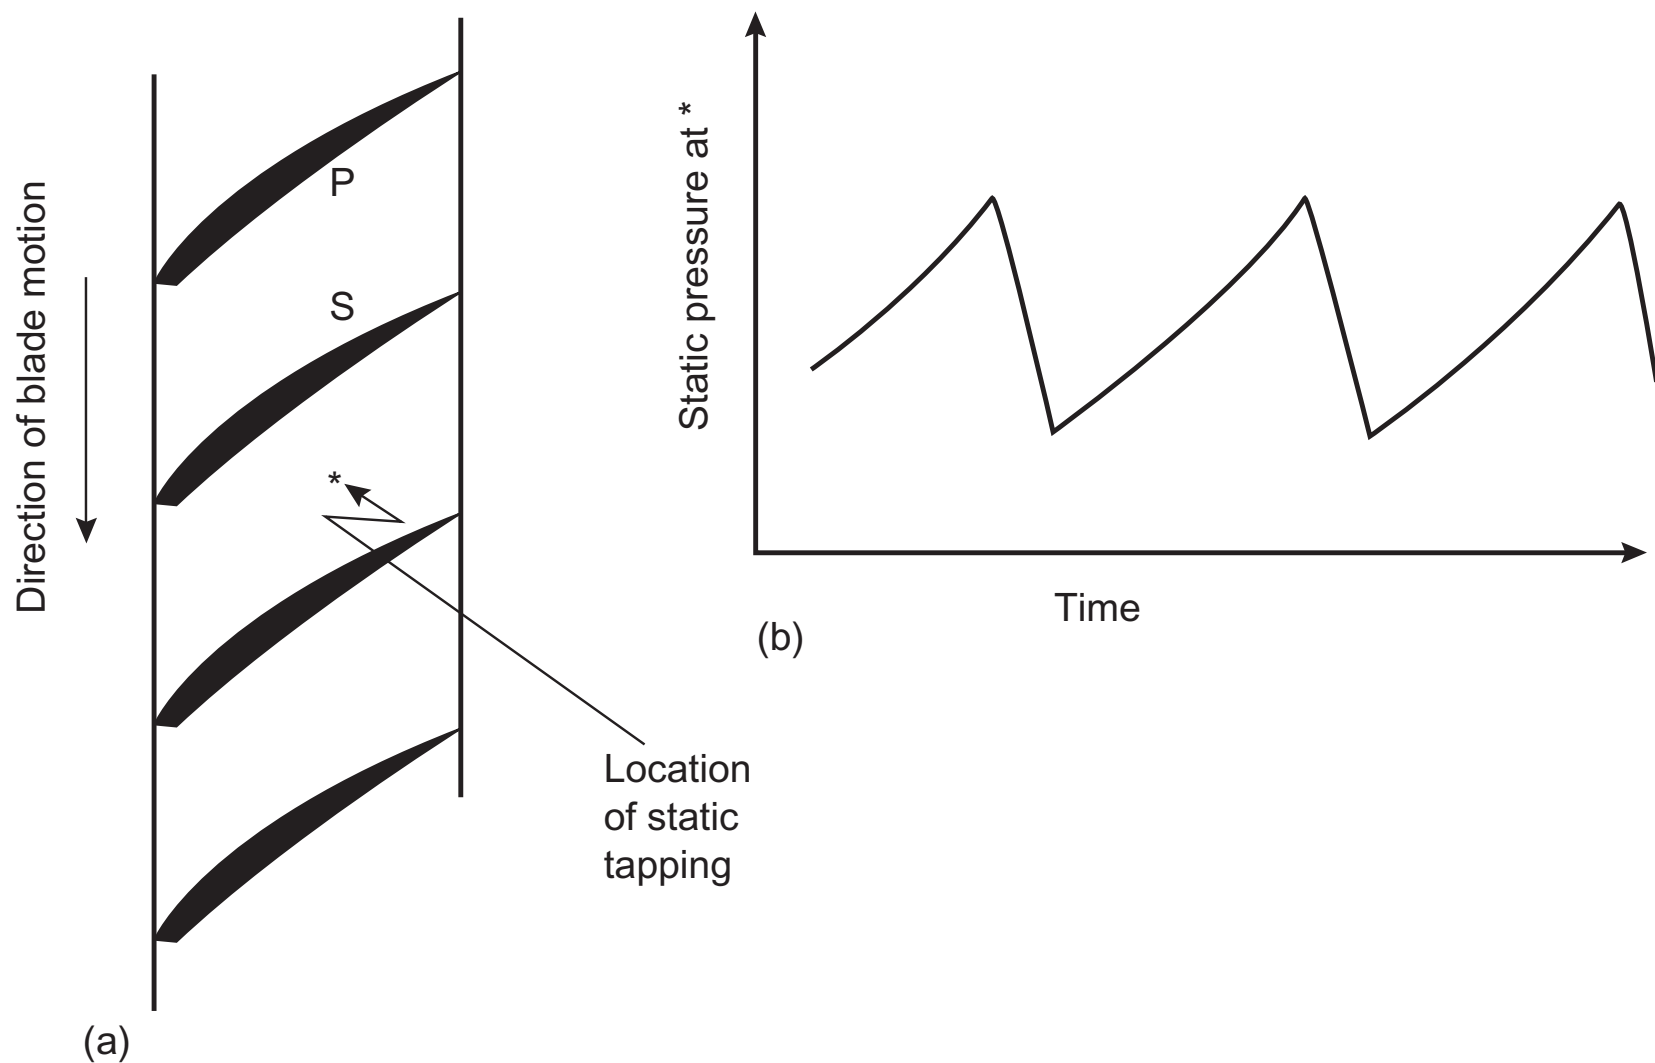 Direction of blade motion
P
S
*
Location
of static
tapping
(a)
Static pressure at *
Time
(b)